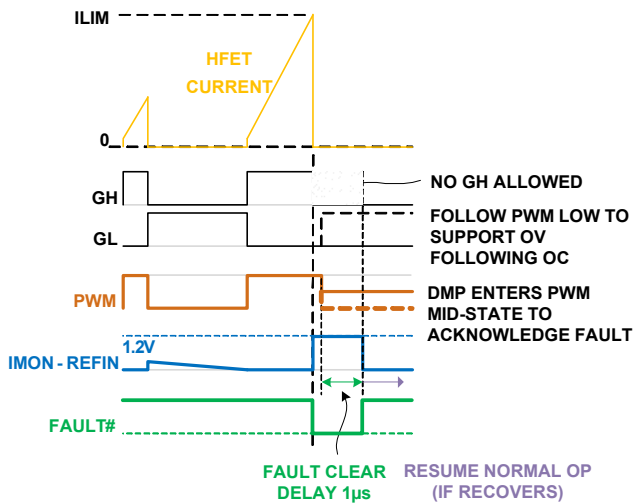 ILIM
HFET
CURRENT
0
GH
NO GH ALLOWED
GL
FOLLOW PWM LOW TO
SUPPORT OV
FOLLOWING OC
PWM
DMP ENTERS PWM
MID-STATE TO
ACKNOWLEDGE FAULT
1.2V
IMON - REFIN
FAULT#
FAULT CLEAR
DELAY 1µs
RESUME NORMAL OP
(IF RECOVERS)